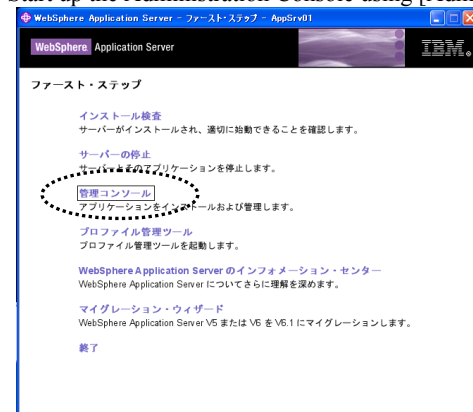 Start up the Administration Console using [Admin
WebSphere Application Server - ファースト・ステップ - AppSrv01
WebSphere Application Server
IBM®
ファースト・ステップ
インストール検査
サーバーがインストールされ、適切に始動できることを確認します。
サーバーの停止
サーバーとそのアプリケーションを停止します。
管理コンソール
アプリケーションをインストールおよび管理します。
プロファイル管理ツール
プロファイル管理ツールを起動します。
WebSphere Application Server のインフォメーション・センター
WebSphere Application Server についてさらに理解を深めます。
マイグレーション・ウィザード
WebSphere Application Server V5 または V6 を V6.1 にマイグレーションします。
終了